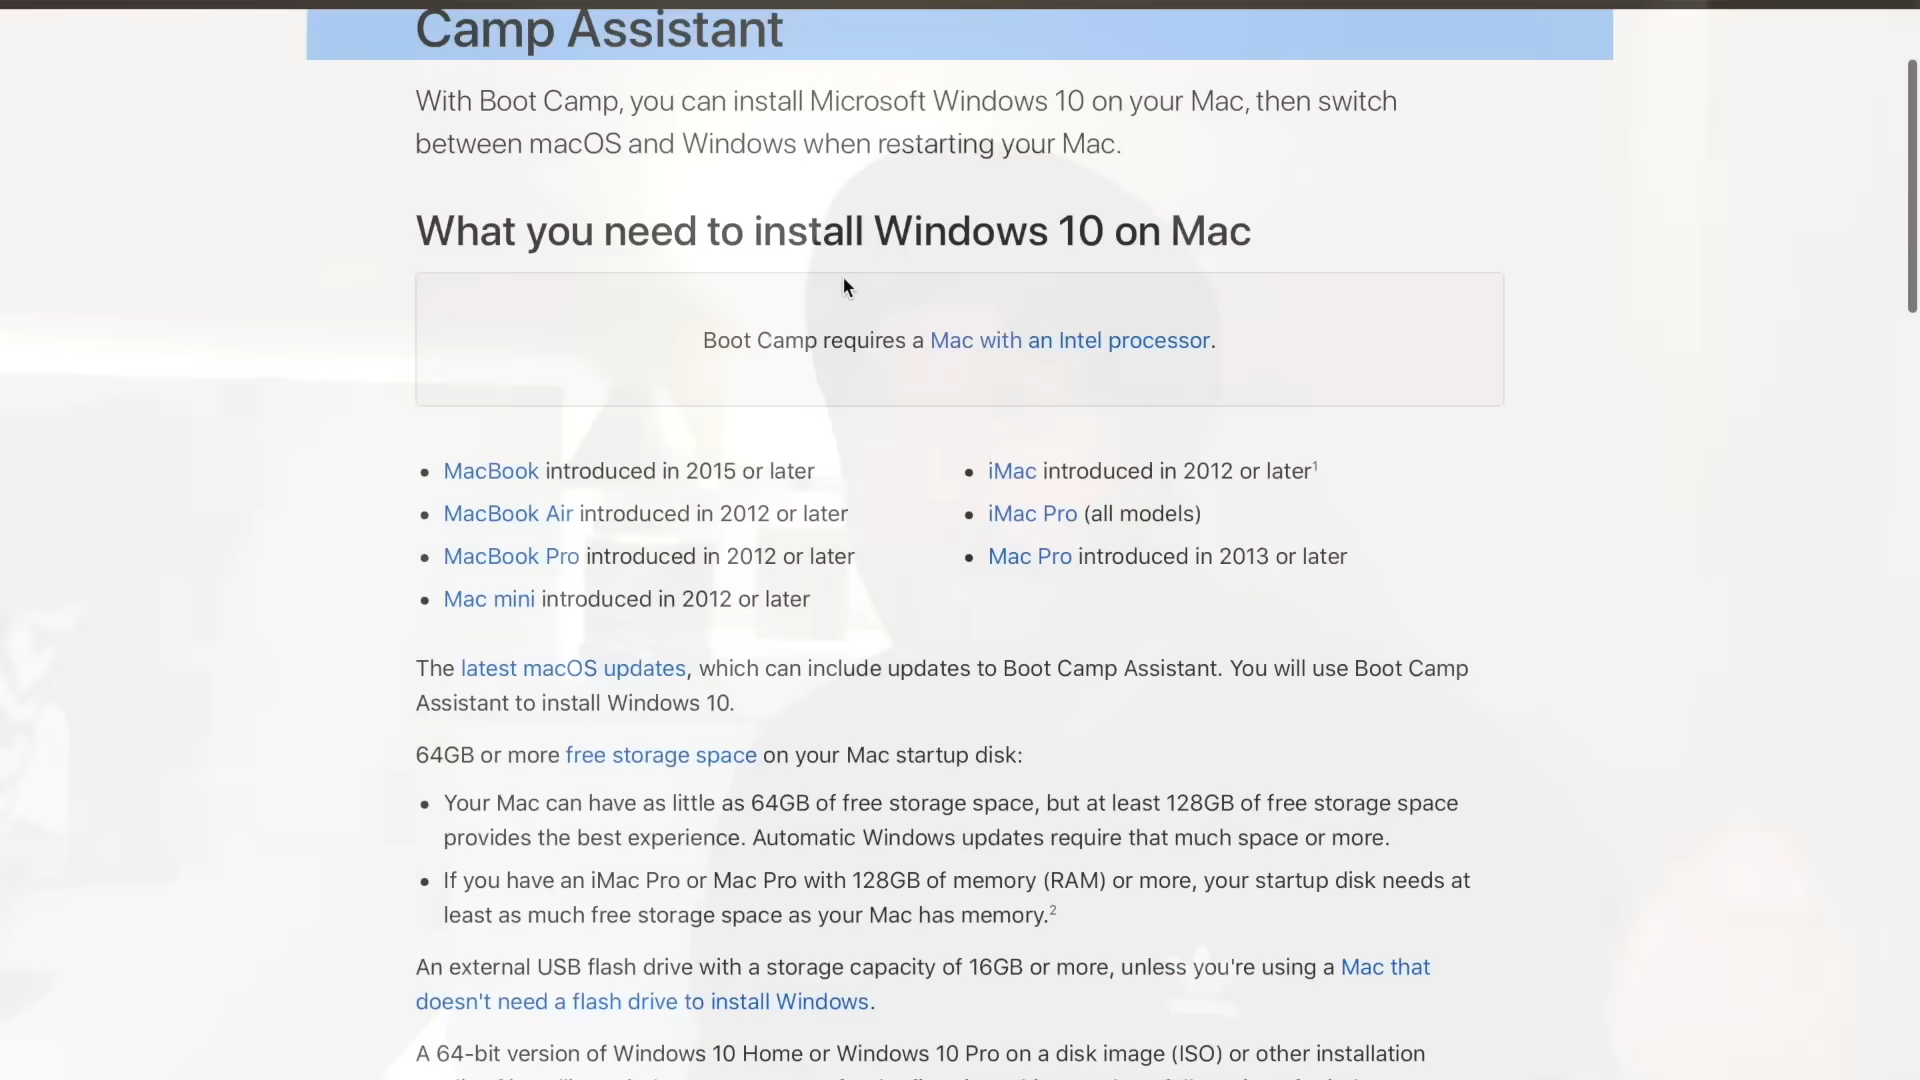 Camp Assistant
With Boot Camp, you can install Microsoft Windows 10 on your Mac, then switch
between macOS and Windows when restarting your Mac.
What you need to install Windows 10 on Mac
Boot Camp requires a Mac with an Intel processor.
• MacBook introduced in 2015 or later
• MacBook Air introduced in 2012 or later
• MacBook Pro introduced in 2012 or later
• Mac mini introduced in 2012 or later
• iMac introduced in 2012 or later¹
• iMac Pro (all models)
• Mac Pro introduced in 2013 or later
The latest macOS updates, which can include updates to Boot Camp Assistant. You will use Boot Camp
Assistant to install Windows 10.
64GB or more free storage space on your Mac startup disk:
• Your Mac can have as little as 64GB of free storage space, but at least 128GB of free storage space
provides the best experience. Automatic Windows updates require that much space or more.
• If you have an iMac Pro or Mac Pro with 128GB of memory (RAM) or more, your startup disk needs at
least as much free storage space as your Mac has memory.²
An external USB flash drive with a storage capacity of 16GB or more, unless you're using a Mac that
doesn't need a flash drive to install Windows.
A 64-bit version of Windows 10 Home or Windows 10 Pro on a disk image (ISO) or other installation